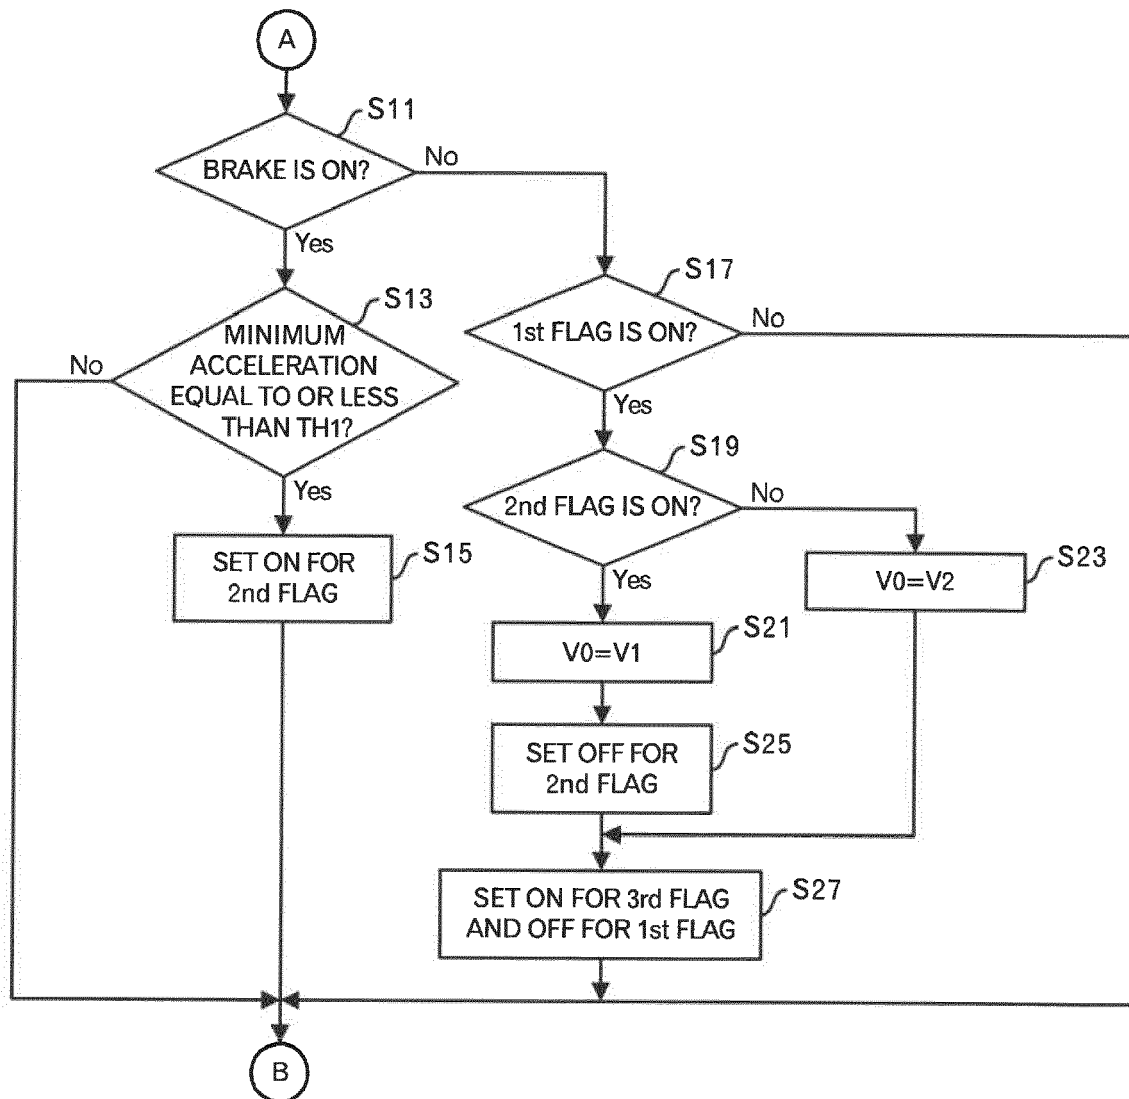 A
S11
BRAKE IS ON?
No
Yes
S13
MINIMUM
ACCELERATION
EQUAL TO OR LESS
THAN TH1?
No
Yes
SET ON FOR
2nd FLAG
S15
S17
1st FLAG IS ON?
No
Yes
S19
2nd FLAG IS ON?
No
Yes
S23
V0=V2
S21
V0=V1
S25
SET OFF FOR
2nd FLAG
S27
SET ON FOR 3rd FLAG
AND OFF FOR 1st FLAG
B